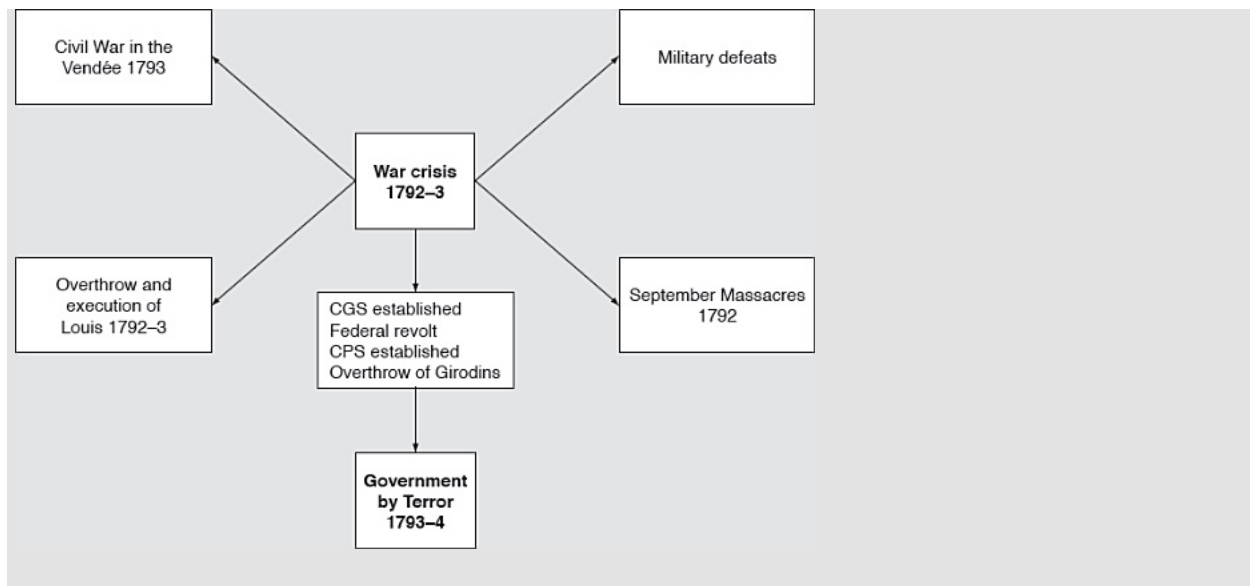 Civil War in the
Vendée 1793
Military defeats
War crisis
1792–3
Overthrow and
execution of
Louis 1792–3
CGS established
Federal revolt
CPS established
Overthrow of Girodins
September Massacres
1792
Government
by Terror
1793–4